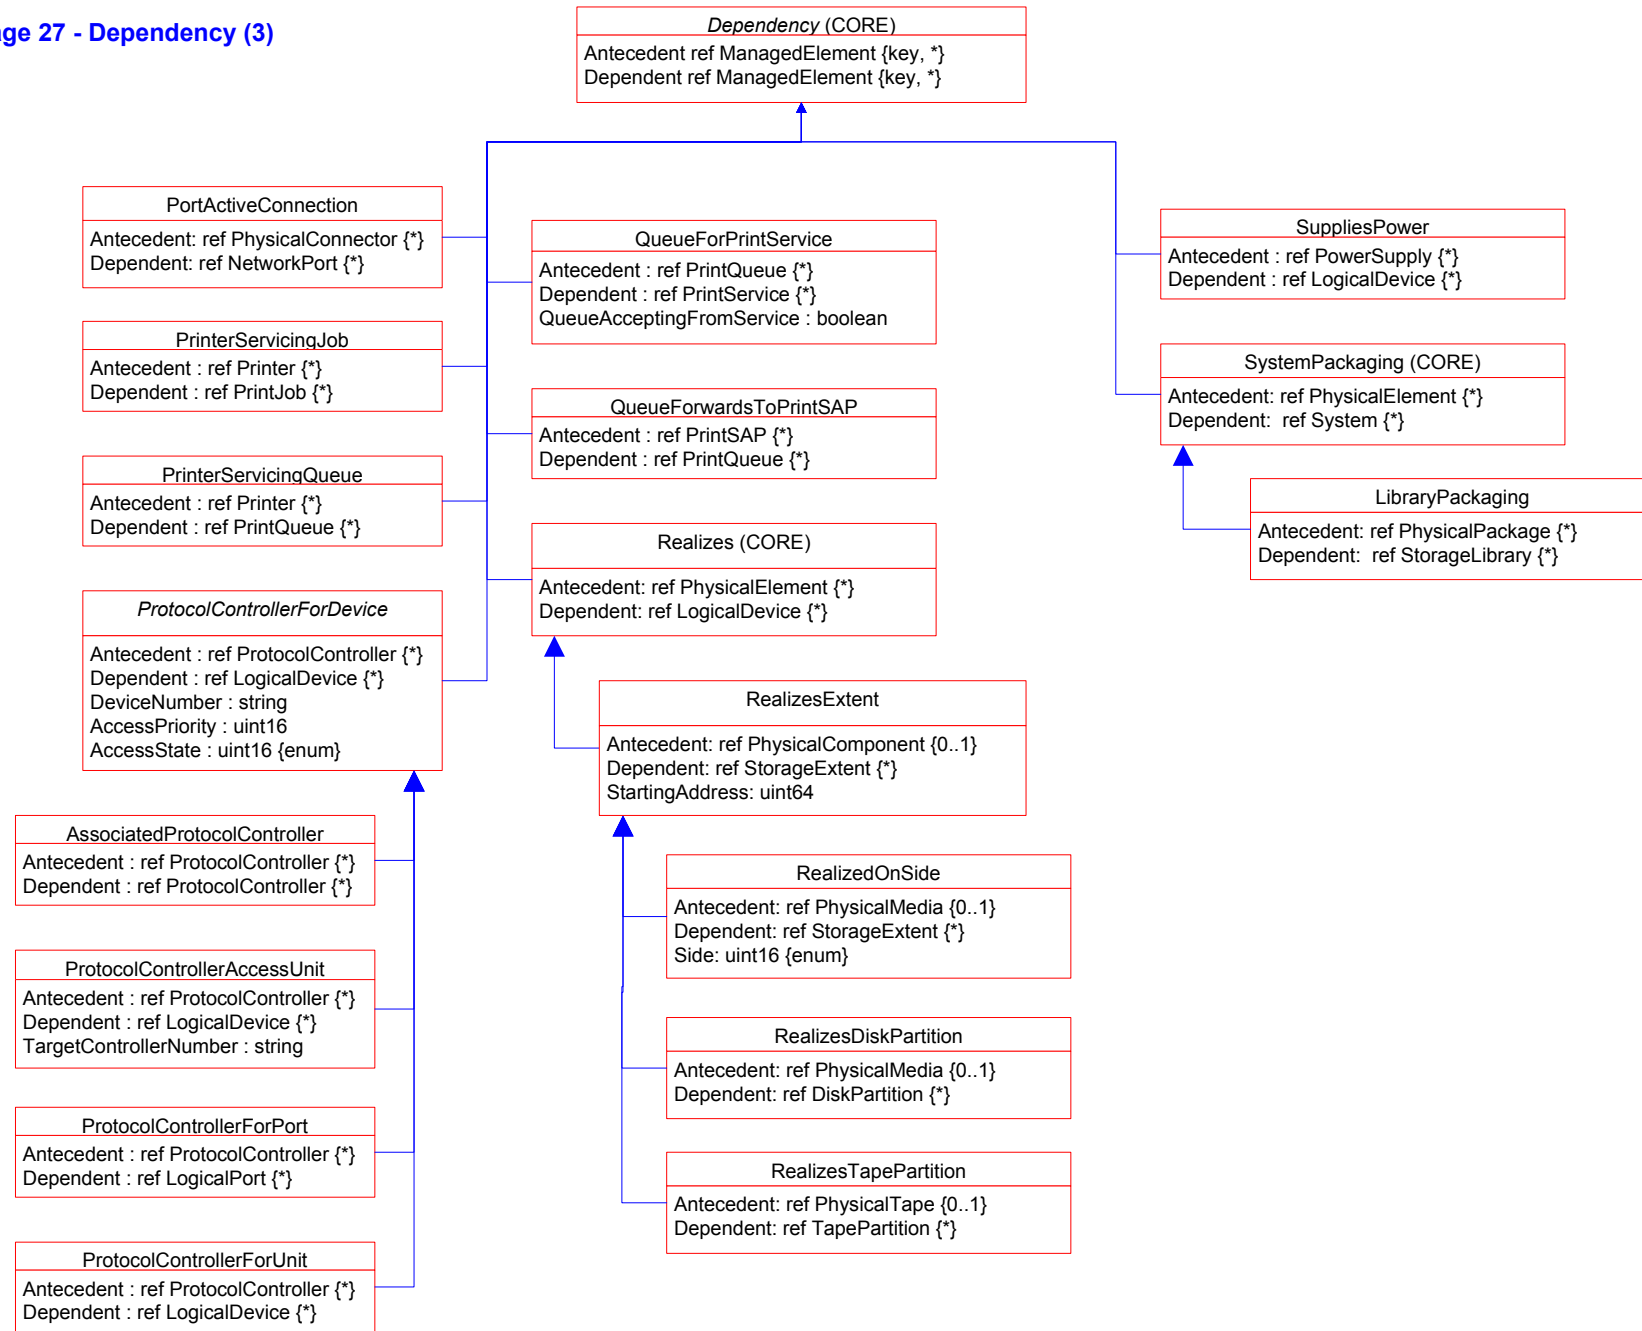 age 27 - Dependency (3)
Dependency (CORE)
Antecedent ref ManagedElement {key, *}
Dependent ref ManagedElement {key, *}
PortActiveConnection
Antecedent: ref PhysicalConnector {*}
Dependent: ref NetworkPort {*}
PrinterServicingJob
Antecedent : ref Printer {*}
Dependent : ref PrintJob {*}
PrinterServicingQueue
Antecedent : ref Printer {*}
Dependent : ref PrintQueue {*}
ProtocolControllerForDevice
Antecedent : ref ProtocolController {*}
Dependent : ref LogicalDevice {*}
DeviceNumber : string
AccessPriority : uint16
AccessState : uint16 {enum}
AssociatedProtocolController
Antecedent : ref ProtocolController {*}
Dependent : ref ProtocolController {*}
ProtocolControllerAccessUnit
Antecedent : ref ProtocolController {*}
Dependent : ref LogicalDevice {*}
TargetControllerNumber : string
ProtocolControllerForPort
Antecedent : ref ProtocolController {*}
Dependent : ref LogicalPort {*}
ProtocolControllerForUnit
Antecedent : ref ProtocolController {*}
Dependent : ref LogicalDevice {*}
QueueForPrintService
Antecedent : ref PrintQueue {*}
Dependent : ref PrintService {*}
QueueAcceptingFromService : boolean
QueueForwardsToPrintSAP
Antecedent : ref PrintSAP {*}
Dependent : ref PrintQueue {*}
Realizes (CORE)
Antecedent: ref PhysicalElement {*}
Dependent: ref LogicalDevice {*}
RealizesExtent
Antecedent: ref PhysicalComponent {0..1}
Dependent: ref StorageExtent {*}
StartingAddress: uint64
RealizedOnSide
Antecedent: ref PhysicalMedia {0..1}
Dependent: ref StorageExtent {*}
Side: uint16 {enum}
RealizesDiskPartition
Antecedent: ref PhysicalMedia {0..1}
Dependent: ref DiskPartition {*}
RealizesTapePartition
Antecedent: ref PhysicalTape {0..1}
Dependent: ref TapePartition {*}
SuppliesPower
Antecedent : ref PowerSupply {*}
Dependent : ref LogicalDevice {*}
SystemPackaging (CORE)
Antecedent: ref PhysicalElement {*}
Dependent: ref System {*}
LibraryPackaging
Antecedent: ref PhysicalPackage {*}
Dependent: ref StorageLibrary {*}